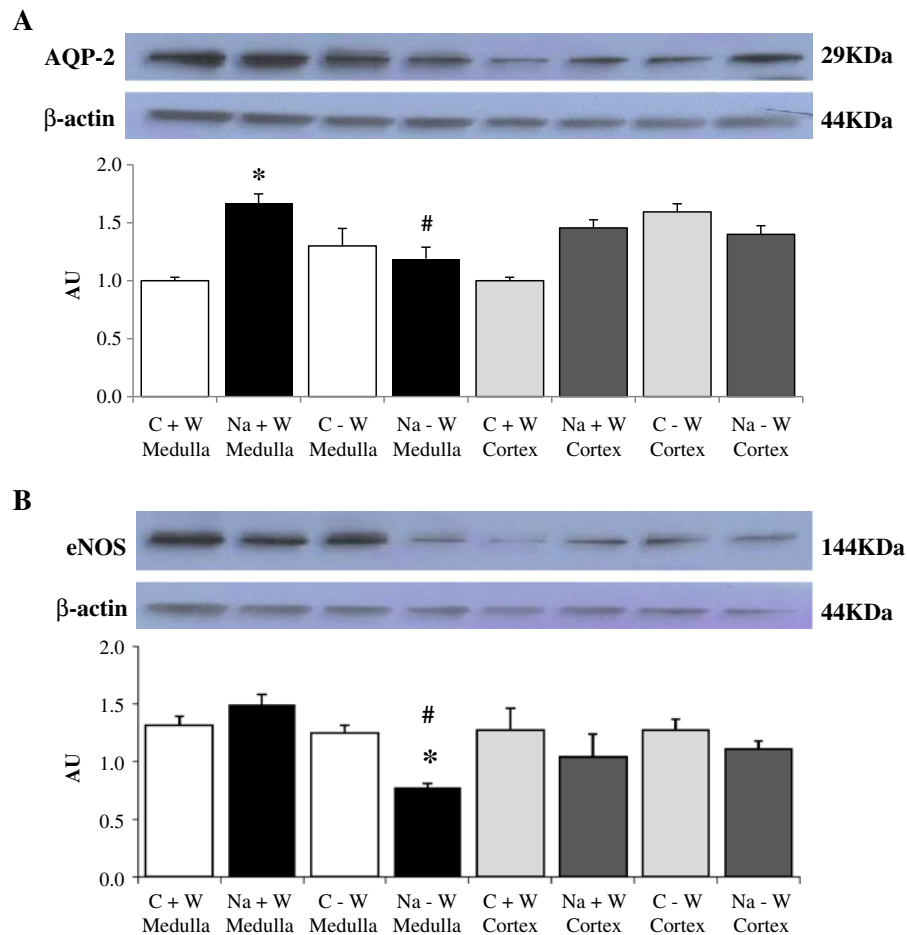 A
AQP-2
29KDa
β-actin
44KDa
2.0
*
1.5
#
AU
1.0
0.5
0.0
C + W Na + W C - W Na - W C + W Na + W C - W Na - W
Medulla Medulla Medulla Medulla Cortex Cortex Cortex Cortex
B
eNOS
144KDa
β-actin
44KDa
2.0
1.5
#
*
AU
1.0
0.5
0.0
C + W Na + W C - W Na - W C + W Na + W C - W Na - W
Medulla Medulla Medulla Medulla Cortex Cortex Cortex Cortex